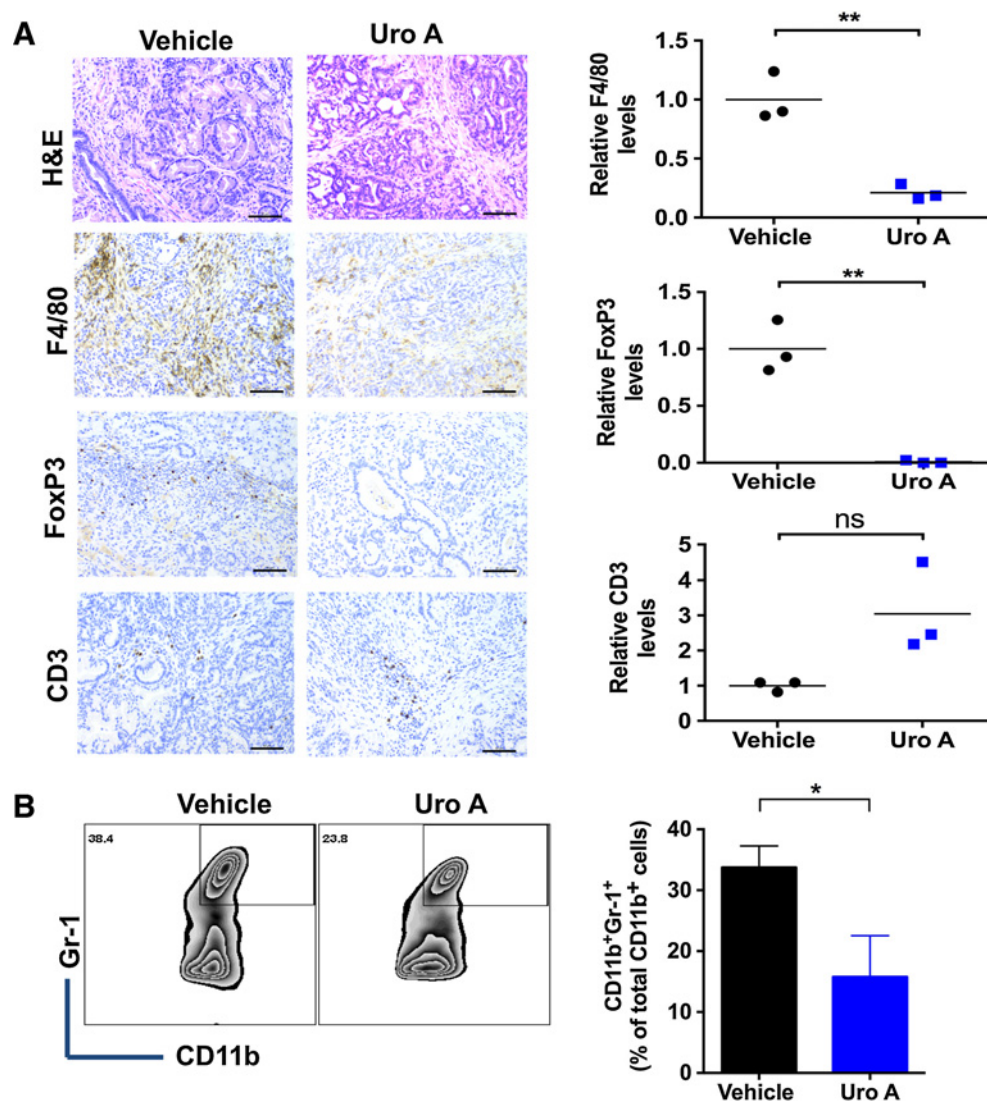 A
Vehicle Uro A
H&E
F4/80
FoxP3
CD3
Relative F4/80
levels
**
1.5
1.0
0.5
0.0
Vehicle Uro A
Relative FoxP3
levels
**
1.5
1.0
0.5
0.0
Vehicle Uro A
Relative CD3
levels
ns
5
4
3
2
1
0
Vehicle Uro A
B
Vehicle Uro A
38.4
23.8
Gr-1
CD11b
CD11b+Gr-1+
(% of total CD11b+ cells)
*
40
30
20
10
0
Vehicle Uro A